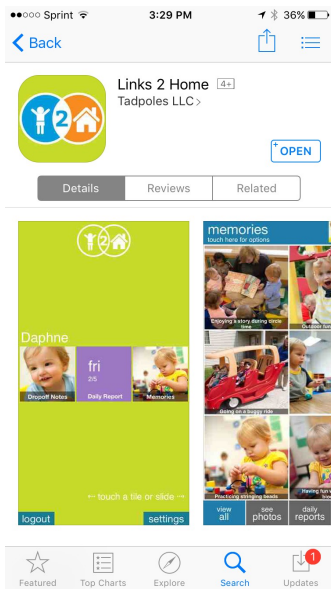 Sprint 3:29 PM 36%
Back
Links 2 Home 4+
Tadpoles LLC >
+ OPEN
Details Reviews Related
2
memories
touch here for options
Enjoying a story during circle time
Outdoor fun
Daphne
fri
2/5
Dropoff Notes Daily Report Memories
Going on a buggy ride
← touch a tile or slide →
Practicing stringing beads
Having fun
view all
see photos
daily reports
logout settings
1
Featured Top Charts Explore Search Updates